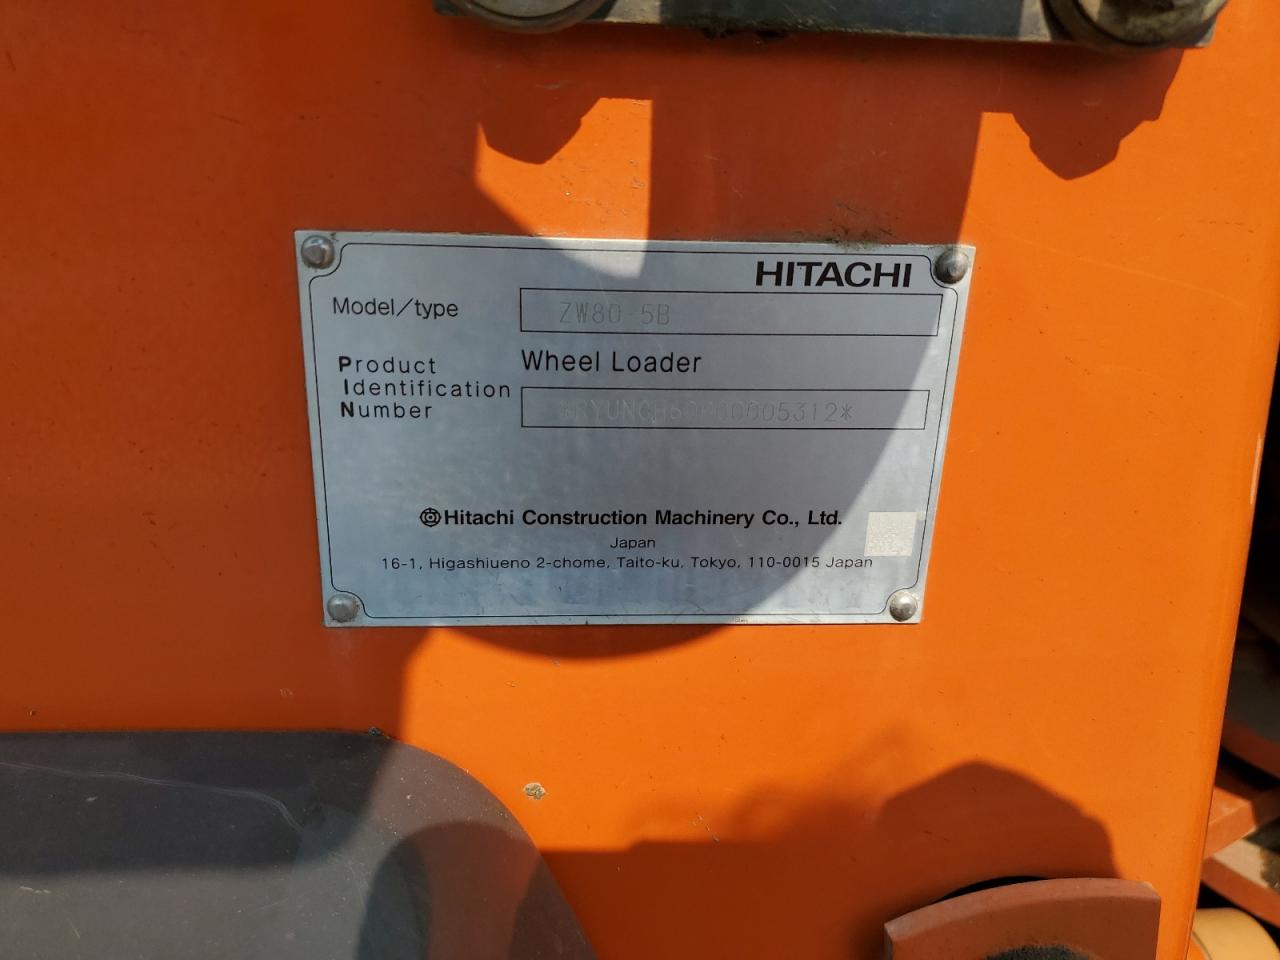 HITACHI
Model/type ZW80-5B
Product Wheel Loader
Identification
Number
Hitachi Construction Machinery Co., Ltd.
Japan
16-1, Higashiueno 2-chome, Taito-ku, Tokyo, 110-0015 Japan